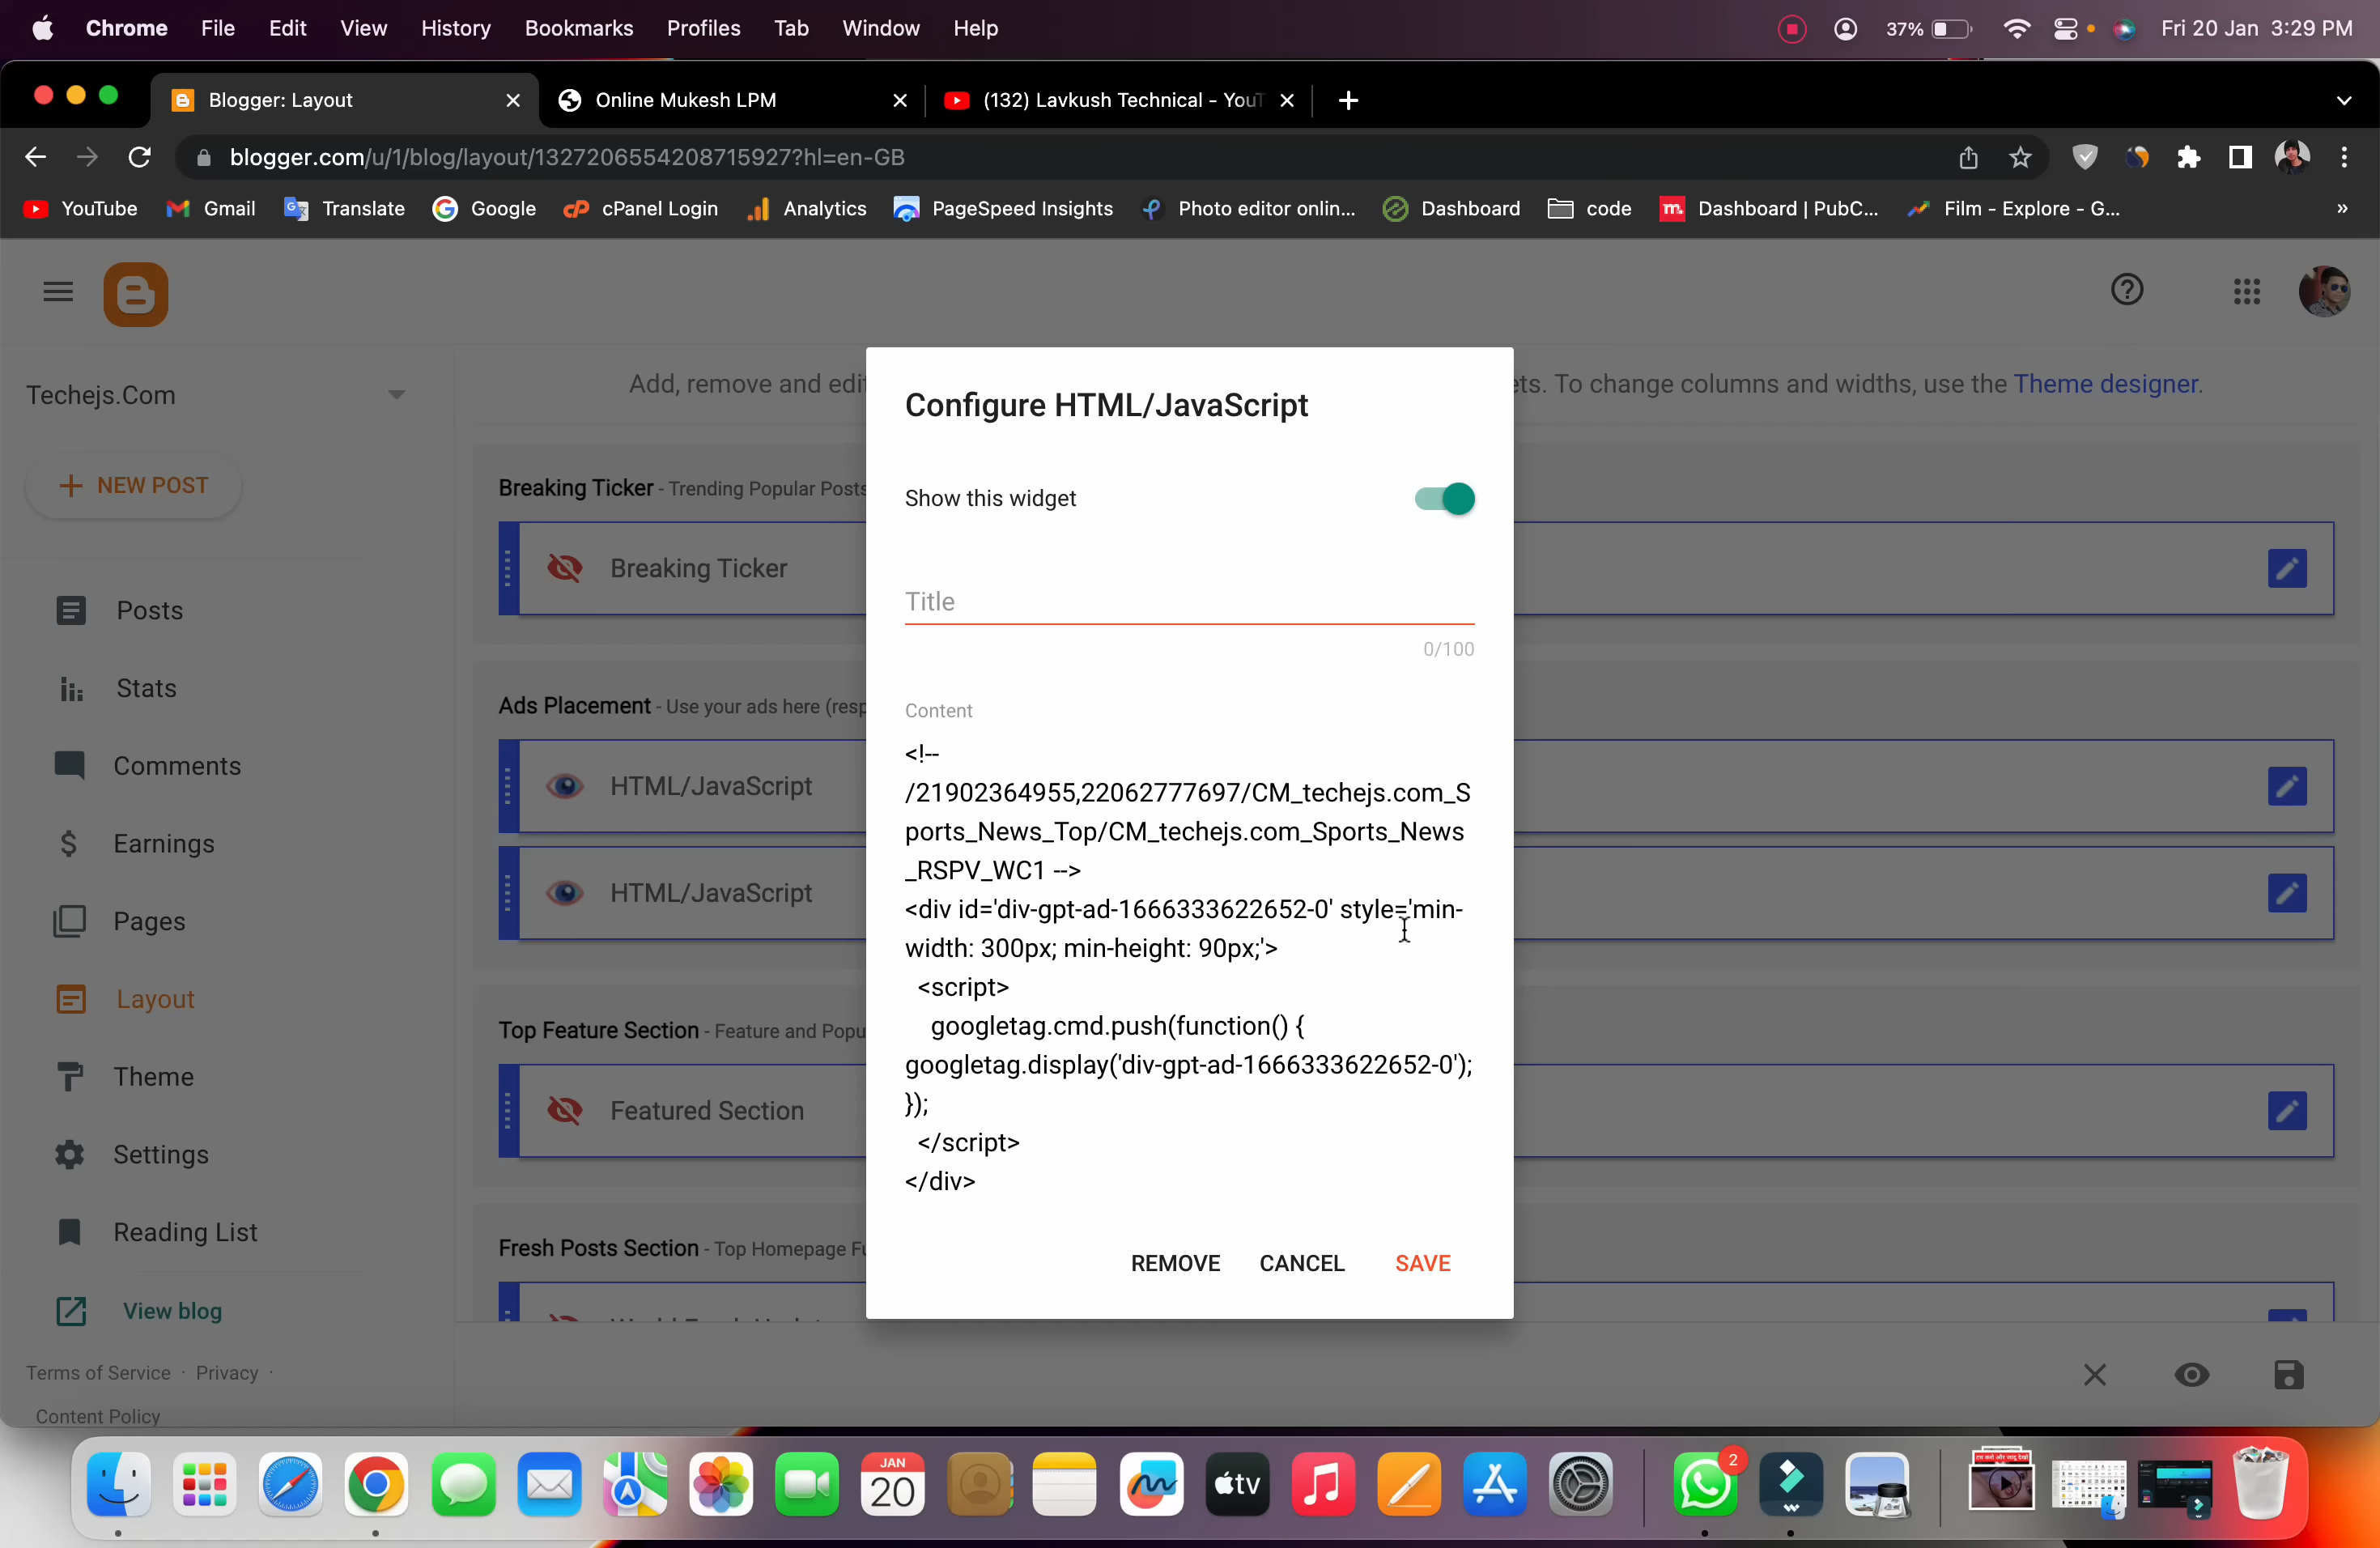 Chrome File Edit View History Bookmarks Profiles Tab Window Help 37% Fri 20 Jan 3:29 PM
Blogger: Layout Online Mukesh LPM (132) Lavkush Technical - YouT
blogger.com/u/1/blog/layout/1327206554208715927?hl=en-GB
YouTube Gmail Translate Google cPanel Login Analytics PageSpeed Insights Photo editor onlin... Dashboard code Dashboard | PubC... Film - Explore - G... »
Techejs.Com
NEW POST
Posts
Stats
Comments
Earnings
Pages
Layout
Theme
Settings
Reading List
View blog
Terms of Service · Privacy ·
Content Policy
Add, remove and edit
ets. To change columns and widths, use the Theme designer.
Breaking Ticker - Trending Popular Posts
Breaking Ticker
Ads Placement - Use your ads here (resp
HTML/JavaScript
HTML/JavaScript
Top Feature Section - Feature and Popu
Featured Section
Fresh Posts Section - Top Homepage Fu
Configure HTML/JavaScript
Show this widget
Title
0/100
Content
<!--
/21902364955,22062777697/CM_techejs.com_S
ports_News_Top/CM_techejs.com_Sports_News
_RSPV_WC1 -->
<div id='div-gpt-ad-1666333622652-0' style='min-
width: 300px; min-height: 90px;'>
<script>
googletag.cmd.push(function() {
googletag.display('div-gpt-ad-1666333622652-0');
});
</script>
</div>
REMOVE CANCEL SAVE
JAN
20
tv
2